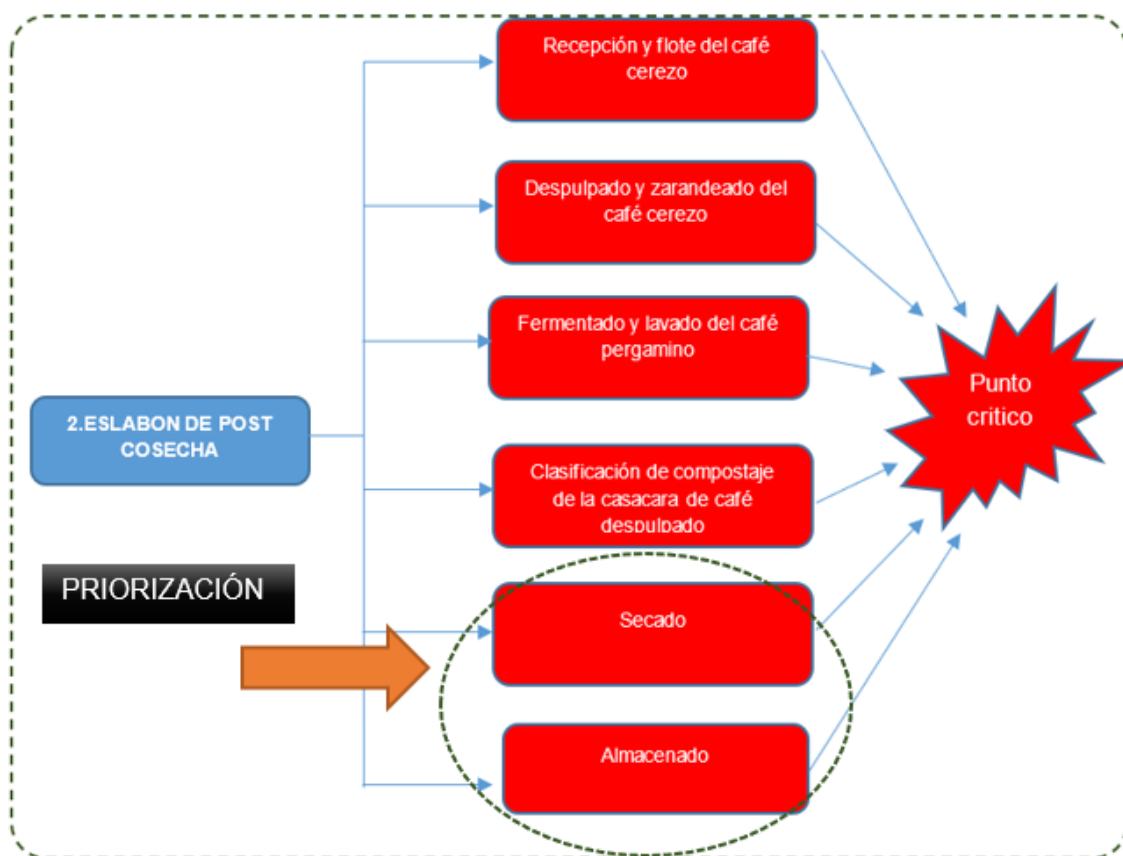 Recepción y flote del café
cerezo
Despulpado y zarandeado del
café cerezo
Fermentado y lavado del café
pergamino
Punto
critico
2.ESLABON DE POST
COSECHA
Clasificación de compostaje
de la casacara de café
despulpado
PRIORIZACIÓN
Secado
Almacenado